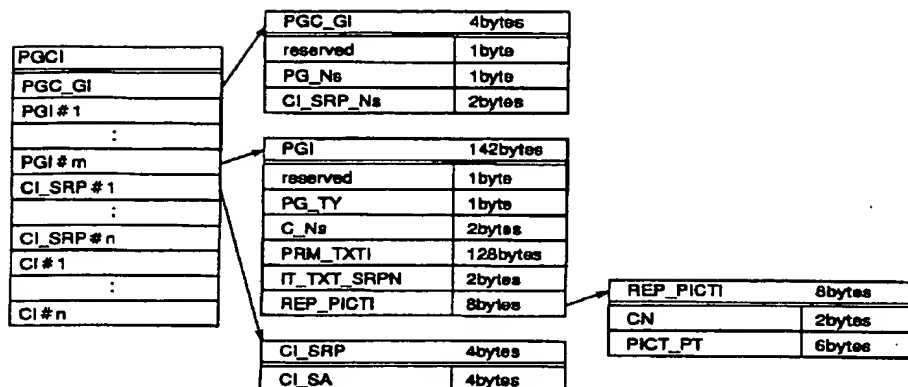 PGCI
PGC_GI
PGI#1
:
PGI#m
CI_SRP#1
:
CI_SRP#n
CI#1
:
CI#n
PGC_GI 4bytes
reserved 1byte
PG_Ns 1byte
CI_SRP_Ns 2bytes
PGI 142bytes
reserved 1byte
PG_TY 1byte
C_Ns 2bytes
PRM_TXTI 128bytes
IT_TXT_SRPN 2bytes
REP_PICTI 8bytes
CI_SRP 4bytes
CI_SA 4bytes
REP_PICTI 8bytes
CN 2bytes
PICT_PT 6bytes